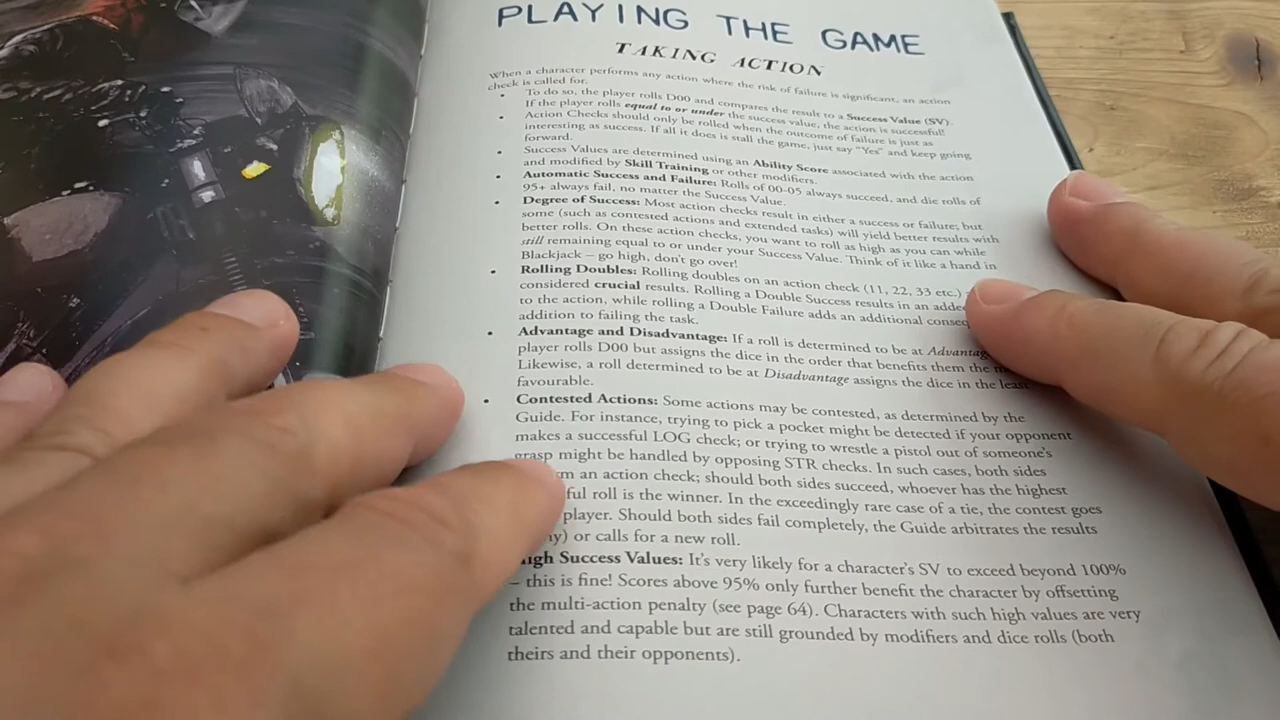 PLAYING THE GAME
TAKING ACTION
When a character performs any action where the risk of failure is significant, an action
check is called for.
• To do so, the player rolls D00 and compares the result to a Success Value (SV).
If the player rolls equal to or under the success value, the action is successful!
• Action Checks should only be rolled when the outcome of failure is just as
interesting as success. If all it does is stall the game, just say "Yes" and keep going
forward.
• Success Values are determined using an Ability Score associated with the action
and modified by Skill Training or other modifiers.
• Automatic Success and Failure: Rolls of 00-05 always succeed, and die rolls of
95+ always fail, no matter the Success Value.
• Degree of Success: Most action checks result in either a success or failure; but
some (such as contested actions and extended tasks) will yield better results with
better rolls. On these action checks, you want to roll as high as you can while
still remaining equal to or under your Success Value. Think of it like a hand in
Blackjack – go high, don't go over!
• Rolling Doubles: Rolling doubles on an action check (11, 22, 33 etc.)
considered crucial results. Rolling a Double Success results in an adde
to the action, while rolling a Double Failure adds an additional conseq
addition to failing the task.
• Advantage and Disadvantage: If a roll is determined to be at Advantag
player rolls D00 but assigns the dice in the order that benefits them the
Likewise, a roll determined to be at Disadvantage assigns the dice in the least
favourable.
• Contested Actions: Some actions may be contested, as determined by the
Guide. For instance, trying to pick a pocket might be detected if your opponent
makes a successful LOG check; or trying to wrestle a pistol out of someone's
grasp might be handled by opposing STR checks. In such cases, both sides
m an action check; should both sides succeed, whoever has the highest
ful roll is the winner. In the exceedingly rare case of a tie, the contest goes
player. Should both sides fail completely, the Guide arbitrates the results
y) or calls for a new roll.
High Success Values: It's very likely for a character's SV to exceed beyond 100%
– this is fine! Scores above 95% only further benefit the character by offsetting
the multi-action penalty (see page 64). Characters with such high values are very
talented and capable but are still grounded by modifiers and dice rolls (both
theirs and their opponents).